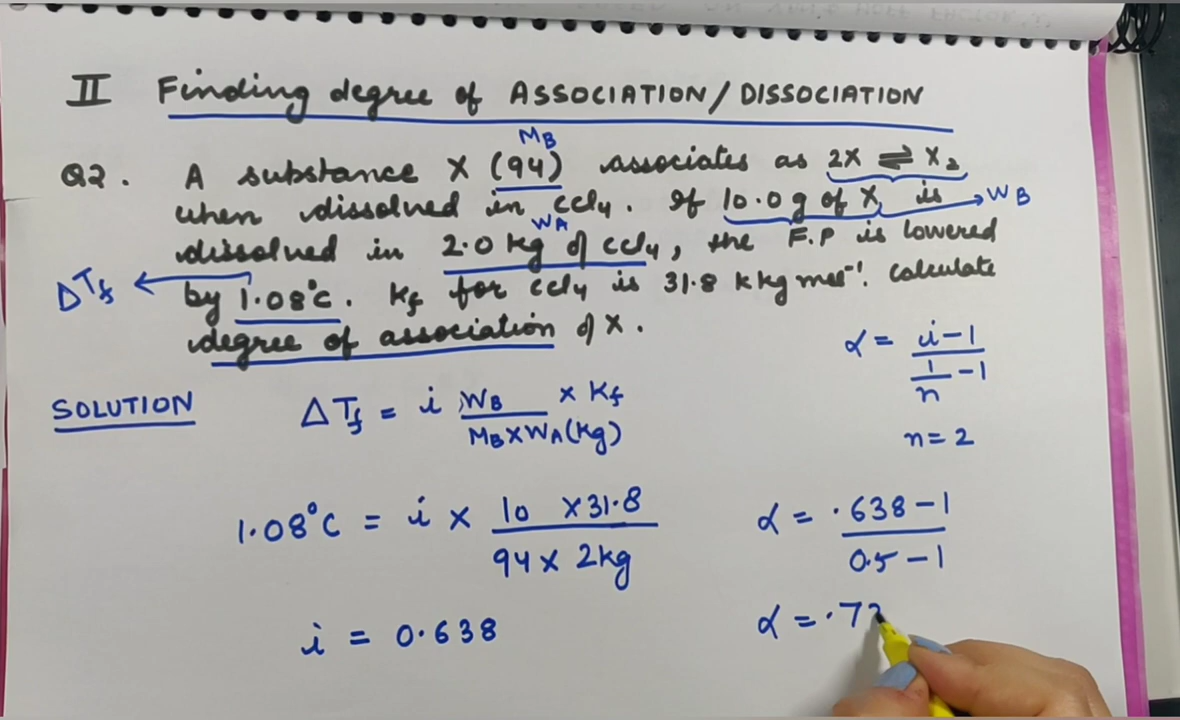 II Finding degree of ASSOCIATION/DISSOCIATION
MB
Q2. A substance X (94) associates as 2X ⇌ X2
when dissolved in ccl4. If 10.0 g of X is → WB
WA
dissolved in 2.0 kg of ccl4, the F.P is lowered
ΔTf ←
by 1.08°c. Kf for ccl4 is 31.8 k kg mol-1. Calculate
degree of association of X.
α = i-1 / (1/n - 1)
SOLUTION ΔTf = i WB × Kf / MB×WA(Kg)
n=2
1.08°C = i × 10 ×31.8 / 94 × 2kg
α = .638-1 / 0.5-1
i = 0.638
α = .7